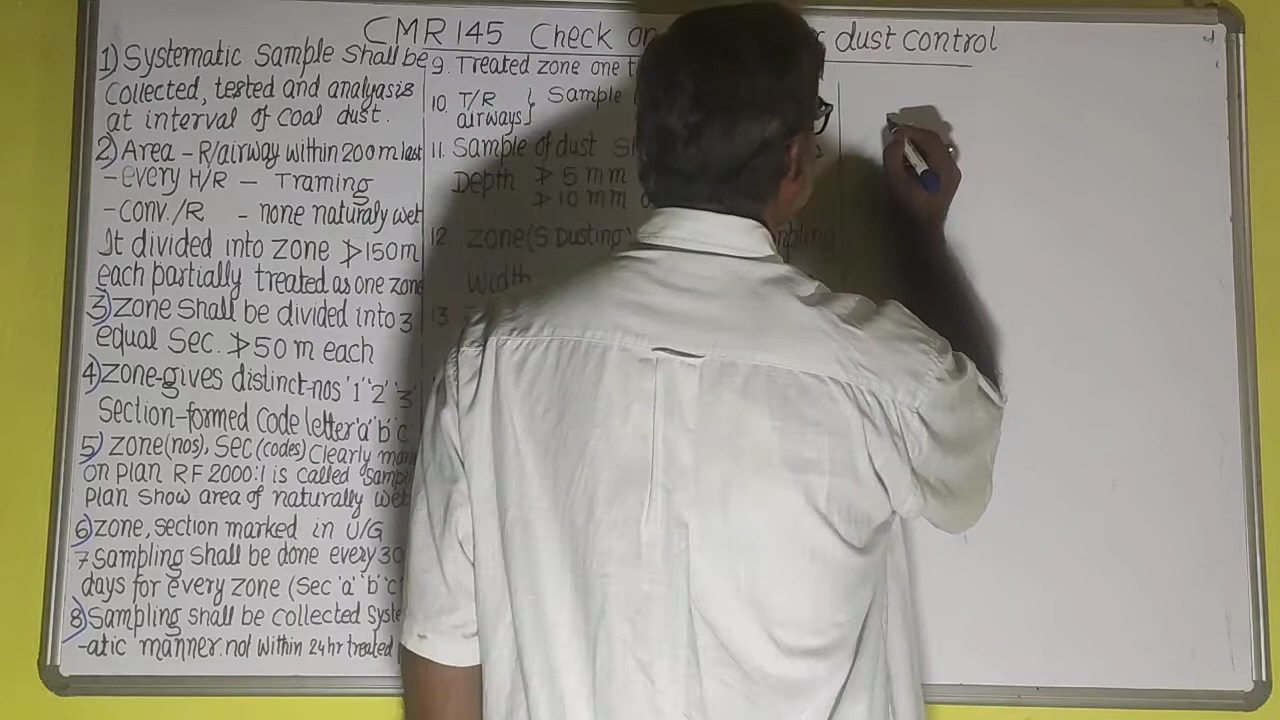 CMR 145 Check on dust control
1) Systematic Sample Shall be
Collected, tested and analyasis
at interval of coal dust.
2) Area - R/airway within 200m last
-every H/R - Traming
-Conv./R - none naturaly wet
It divided into zone ≯150m
each partially treated as one zone
3) zone shall be divided into 3
equal Sec. ≯50 m each
4) zone-gives distinct-nos '1' '2' '3'
Section-formed Code letter 'a' 'b' 'c'
5) zone(nos), Sec (codes) Clearly
on plan RF 2000:1 is called
plan show area of naturally wet
6) zone, section marked in U/G
7 Sampling shall be done every 30
days for every zone (Sec 'a' 'b' 'c'
8) Sampling shall be collected Syste
-atic manner. not within 24hr treated
9. Treated zone one
10. T/R } Sample
airways
11. Sample of dust
Depth ≯ 5 mm
≯ 10 mm
12 zone (S. Dusting)
width
13